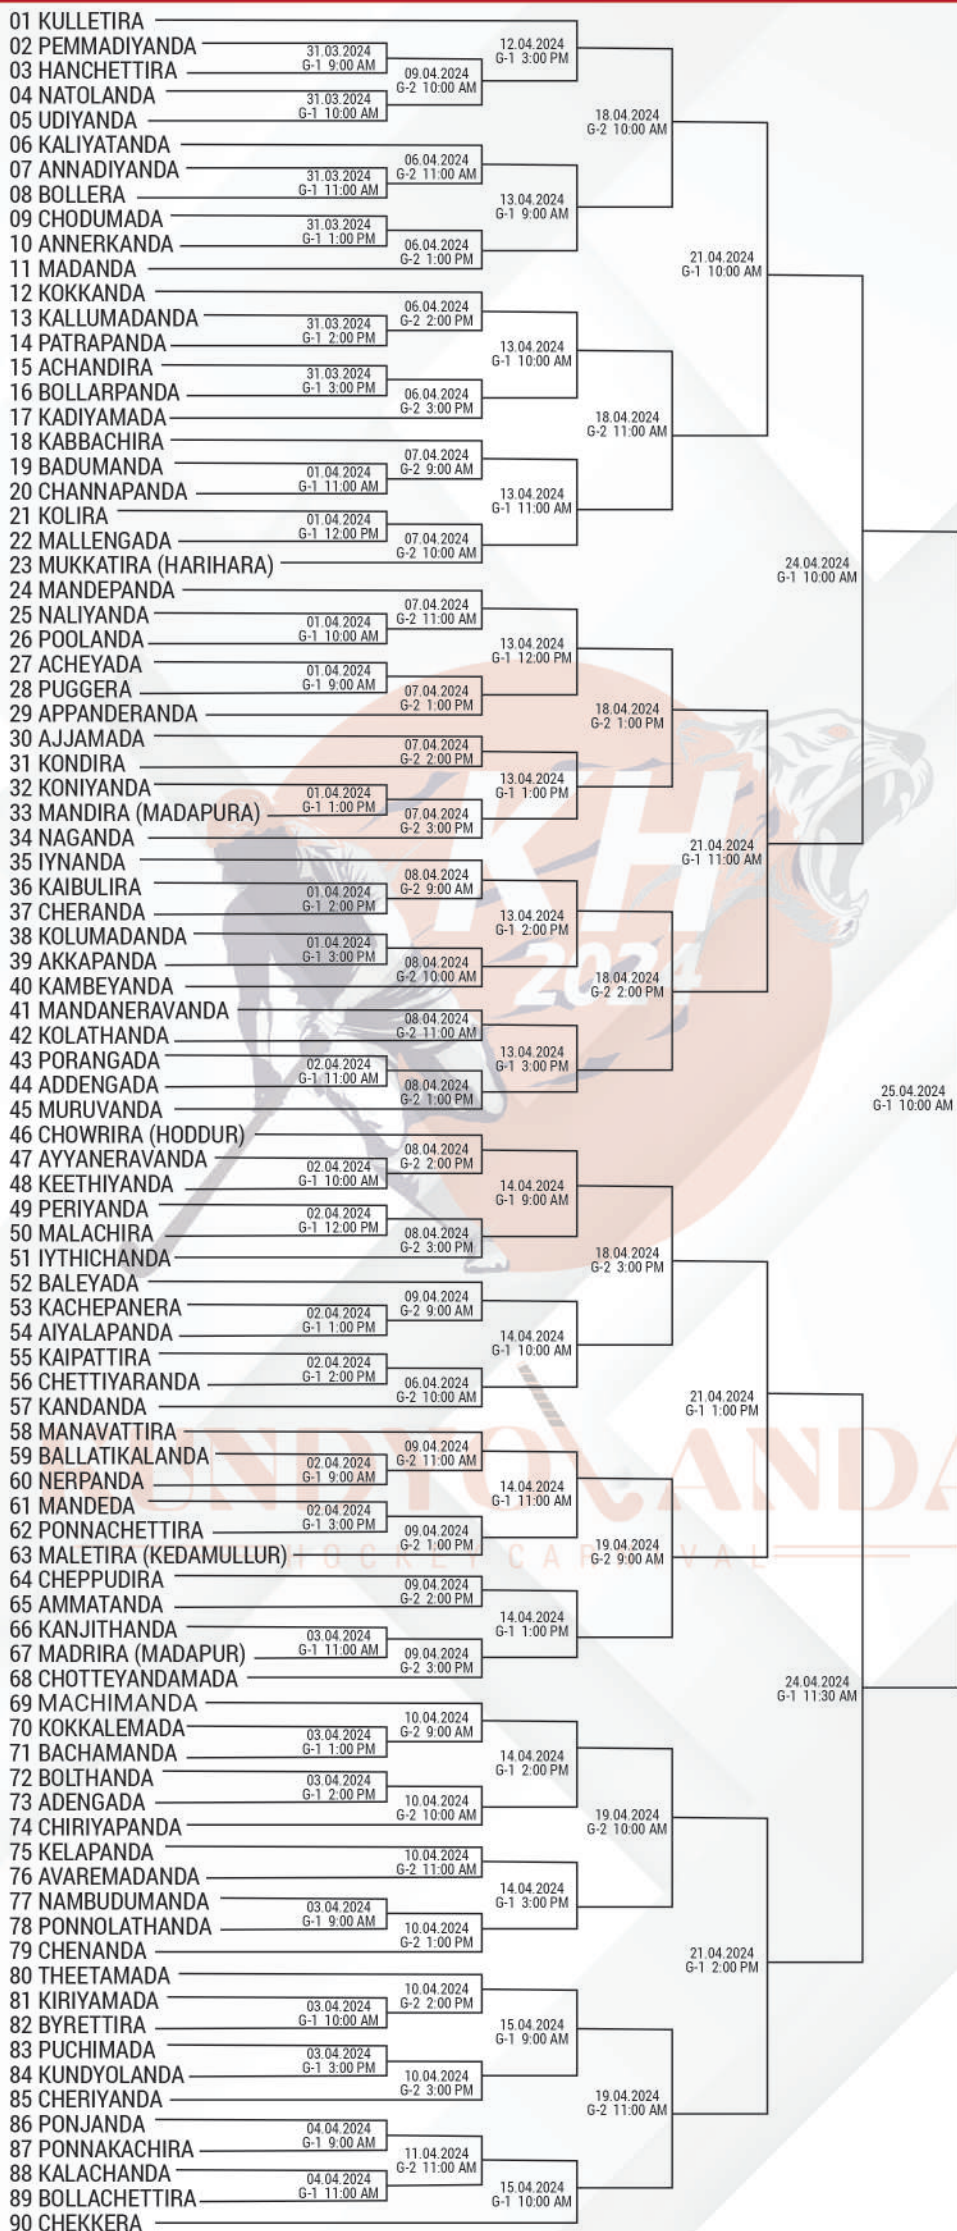 01 KULLETIRA
02 PEMMADIYANDA
03 HANCHETTIRA
04 NATOLANDA
05 UDIYANDA
06 KALIYATANDA
07 ANNADIYANDA
08 BOLLERA
09 CHODUMADA
10 ANNERKANDA
11 MADANDA
12 KOKKANDA
13 KALLUMADANDA
14 PATRAPANDA
15 ACHANDIRA
16 BOLLARPANDA
17 KADIYAMADA
18 KABBACHIRA
19 BADUMANDA
20 CHANNAPANDA
21 KOLIRA
22 MALLENGADA
23 MUKKATIRA (HARIHARA)
24 MANDEPANDA
25 NALIYANDA
26 POOLANDA
27 ACHEYADA
28 PUGGERA
29 APPANDERANDA
30 AJJAMADA
31 KONDIRA
32 KONIYANDA
33 MANDIRA (MADAPURA)
34 NAGANDA
35 IYNANDA
36 KAIBULIRA
37 CHERANDA
38 KOLUMADANDA
39 AKKAPANDA
40 KAMBEYANDA
41 MANDANERAVANDA
42 KOLATHANDA
43 PORANGADA
44 ADDENGADA
45 MURUVANDA
46 CHOWRIRA (HODDUR)
47 AYYANERAVANDA
48 KEETHIYANDA
49 PERIYANDA
50 MALACHIRA
51 IYTHICHANDA
52 BALEYADA
53 KACHEPANERA
54 AIYALAPANDA
55 KAIPATTIRA
56 CHETTIYARANDA
57 KANDANDA
58 MANAVATTIRA
59 BALLATIKALANDA
60 NERPANDA
61 MANDEDA
62 PONNACHETTIRA
63 MALETIRA (KEDAMULLUR)
64 CHEPPUDIRA
65 AMMATANDA
66 KANJITHANDA
67 MADRIRA (MADAPUR)
68 CHOTTEYANDAMADA
69 MACHIMANDA
70 KOKKALEMADA
71 BACHAMANDA
72 BOLTHANDA
73 ADENGADA
74 CHIRIYAPANDA
75 KELAPANDA
76 AVAREMADANDA
77 NAMBUDUMANDA
78 PONNOLATHANDA
79 CHENANDA
80 THEETAMADA
81 KIRIYAMADA
82 BYRETTIRA
83 PUCHIMADA
84 KUNDYOLANDA
85 CHERIYANDA
86 PONJANDA
87 PONNAKACHIRA
88 KALACHANDA
89 BOLLACHETTIRA
90 CHEKKERA
31.03.2024
G-1 9:00 AM
31.03.2024
G-1 10:00 AM
31.03.2024
G-1 11:00 AM
31.03.2024
G-1 1:00 PM
31.03.2024
G-1 2:00 PM
31.03.2024
G-1 3:00 PM
01.04.2024
G-1 11:00 AM
01.04.2024
G-1 12:00 PM
01.04.2024
G-1 10:00 AM
01.04.2024
G-1 9:00 AM
01.04.2024
G-1 1:00 PM
01.04.2024
G-1 2:00 PM
01.04.2024
G-1 3:00 PM
02.04.2024
G-1 11:00 AM
02.04.2024
G-1 10:00 AM
02.04.2024
G-1 12:00 PM
02.04.2024
G-1 1:00 PM
02.04.2024
G-1 2:00 PM
02.04.2024
G-1 9:00 AM
02.04.2024
G-1 3:00 PM
03.04.2024
G-1 11:00 AM
03.04.2024
G-1 1:00 PM
03.04.2024
G-1 2:00 PM
03.04.2024
G-1 9:00 AM
03.04.2024
G-1 10:00 AM
03.04.2024
G-1 3:00 PM
04.04.2024
G-1 9:00 AM
04.04.2024
G-1 11:00 AM
09.04.2024
G-2 10:00 AM
06.04.2024
G-2 11:00 AM
06.04.2024
G-2 1:00 PM
06.04.2024
G-2 2:00 PM
06.04.2024
G-2 3:00 PM
07.04.2024
G-2 9:00 AM
07.04.2024
G-2 10:00 AM
07.04.2024
G-2 11:00 AM
07.04.2024
G-2 1:00 PM
07.04.2024
G-2 2:00 PM
07.04.2024
G-2 3:00 PM
08.04.2024
G-2 9:00 AM
08.04.2024
G-2 10:00 AM
08.04.2024
G-2 11:00 AM
08.04.2024
G-2 1:00 PM
08.04.2024
G-2 2:00 PM
08.04.2024
G-2 3:00 PM
09.04.2024
G-2 9:00 AM
06.04.2024
G-2 10:00 AM
09.04.2024
G-2 11:00 AM
09.04.2024
G-2 1:00 PM
09.04.2024
G-2 2:00 PM
09.04.2024
G-2 3:00 PM
10.04.2024
G-2 9:00 AM
10.04.2024
G-2 10:00 AM
10.04.2024
G-2 11:00 AM
10.04.2024
G-2 1:00 PM
10.04.2024
G-2 2:00 PM
10.04.2024
G-2 3:00 PM
11.04.2024
G-2 11:00 AM
12.04.2024
G-1 3:00 PM
13.04.2024
G-1 9:00 AM
13.04.2024
G-1 10:00 AM
13.04.2024
G-1 11:00 AM
13.04.2024
G-1 12:00 PM
13.04.2024
G-1 1:00 PM
13.04.2024
G-1 2:00 PM
13.04.2024
G-1 3:00 PM
14.04.2024
G-1 9:00 AM
14.04.2024
G-1 10:00 AM
14.04.2024
G-1 11:00 AM
14.04.2024
G-1 1:00 PM
14.04.2024
G-1 2:00 PM
14.04.2024
G-1 3:00 PM
15.04.2024
G-1 9:00 AM
15.04.2024
G-1 10:00 AM
18.04.2024
G-2 10:00 AM
18.04.2024
G-2 11:00 AM
18.04.2024
G-2 1:00 PM
18.04.2024
G-2 2:00 PM
18.04.2024
G-2 3:00 PM
19.04.2024
G-2 9:00 AM
19.04.2024
G-2 10:00 AM
19.04.2024
G-2 11:00 AM
21.04.2024
G-1 10:00 AM
21.04.2024
G-1 11:00 AM
21.04.2024
G-1 1:00 PM
21.04.2024
G-1 2:00 PM
24.04.2024
G-1 10:00 AM
24.04.2024
G-1 11:30 AM
25.04.2024
G-1 10:00 AM
KH
2024
UNDYOLANDA
HOCKEY CARNIVAL